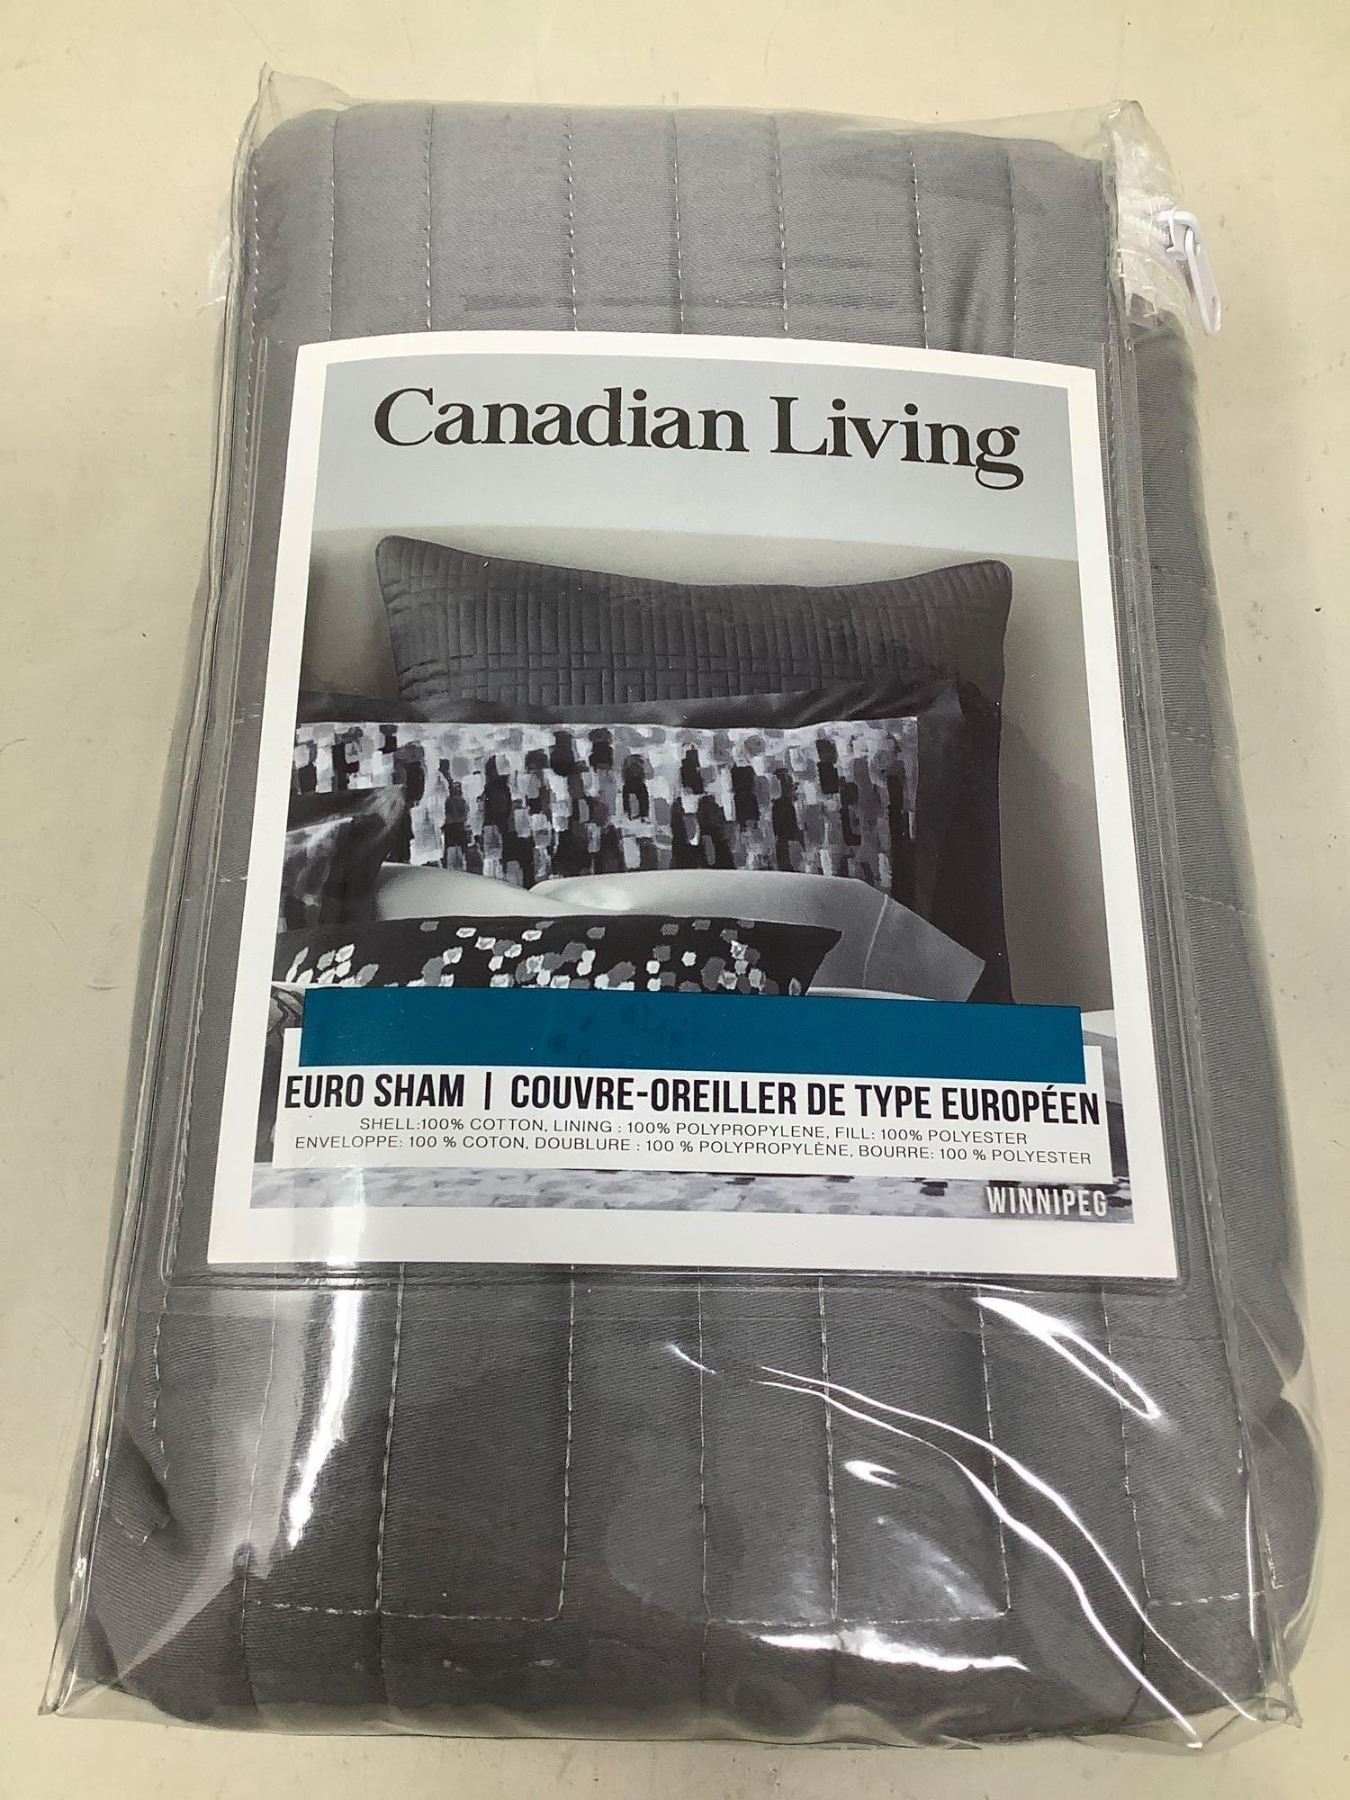 Canadian Living
EURO SHAM | COUVRE-OREILLER DE TYPE EUROPÉEN
SHELL:100% COTTON, LINING : 100% POLYPROPYLENE, FILL: 100% POLYESTER
ENVELOPPE: 100 % COTON, DOUBLURE : 100 % POLYPROPYLÈNE, BOURRE: 100 % POLYESTER
WINNIPEG